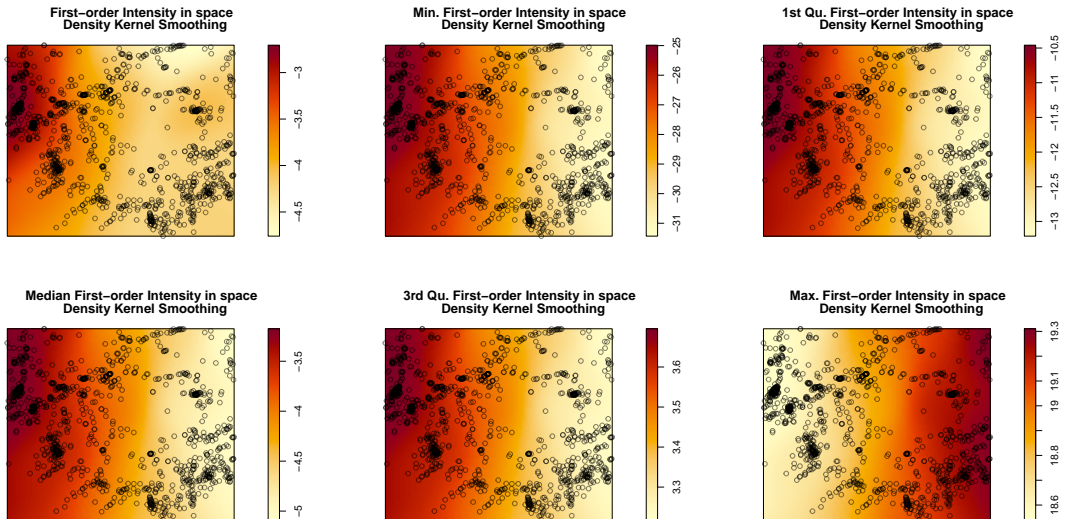 First−order Intensity in space
Density Kernel Smoothing
−3
−3.5
−4
−4.5
Min. First−order Intensity in space
Density Kernel Smoothing
−25
−26
−27
−28
−29
−30
−31
1st Qu. First−order Intensity in space
Density Kernel Smoothing
−10.5
−11
−11.5
−12
−12.5
−13
Median First−order Intensity in space
Density Kernel Smoothing
−3.5
−4
−4.5
−5
3rd Qu. First−order Intensity in space
Density Kernel Smoothing
3.6
3.5
3.4
3.3
Max. First−order Intensity in space
Density Kernel Smoothing
19.3
19.1
19
18.8
18.6